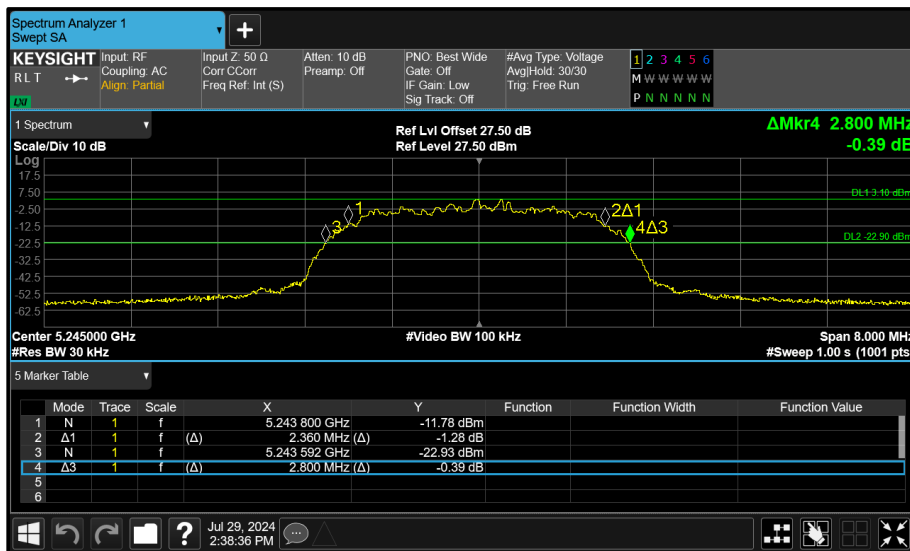 Spectrum Analyzer 1
Swept SA
+
KEYSIGHT
R L T
LXI
Input: RF
Coupling: AC
Align: Partial
Input Z: 50 Ω
Corr CCorr
Freq Ref: Int (S)
Atten: 10 dB
Preamp: Off
PNO: Best Wide
Gate: Off
IF Gain: Low
Sig Track: Off
#Avg Type: Voltage
Avg|Hold: 30/30
Trig: Free Run
1 2 3 4 5 6
M W W W W W
P N N N N N
1 Spectrum
Scale/Div 10 dB
Ref Lvl Offset 27.50 dB
Ref Level 27.50 dBm
ΔMkr4 2.800 MHz
-0.39 dB
Log
17.5
7.50
-2.50
-12.5
-22.5
-32.5
-42.5
-52.5
-62.5
DL1 3.10 dBm
1
2Δ1
3
4Δ3
DL2 -22.90 dBm
Center 5.245000 GHz
#Video BW 100 kHz
Span 8.000 MHz
#Res BW 30 kHz
#Sweep 1.00 s (1001 pts
5 Marker Table
Mode Trace Scale X Y Function Function Width Function Value
1 N 1 f 5.243 800 GHz -11.78 dBm
2 Δ1 1 f (Δ) 2.360 MHz (Δ) -1.28 dB
3 N 1 f 5.243 592 GHz -22.93 dBm
4 Δ3 1 f (Δ) 2.800 MHz (Δ) -0.39 dB
5
6
?
Jul 29, 2024
2:38:36 PM